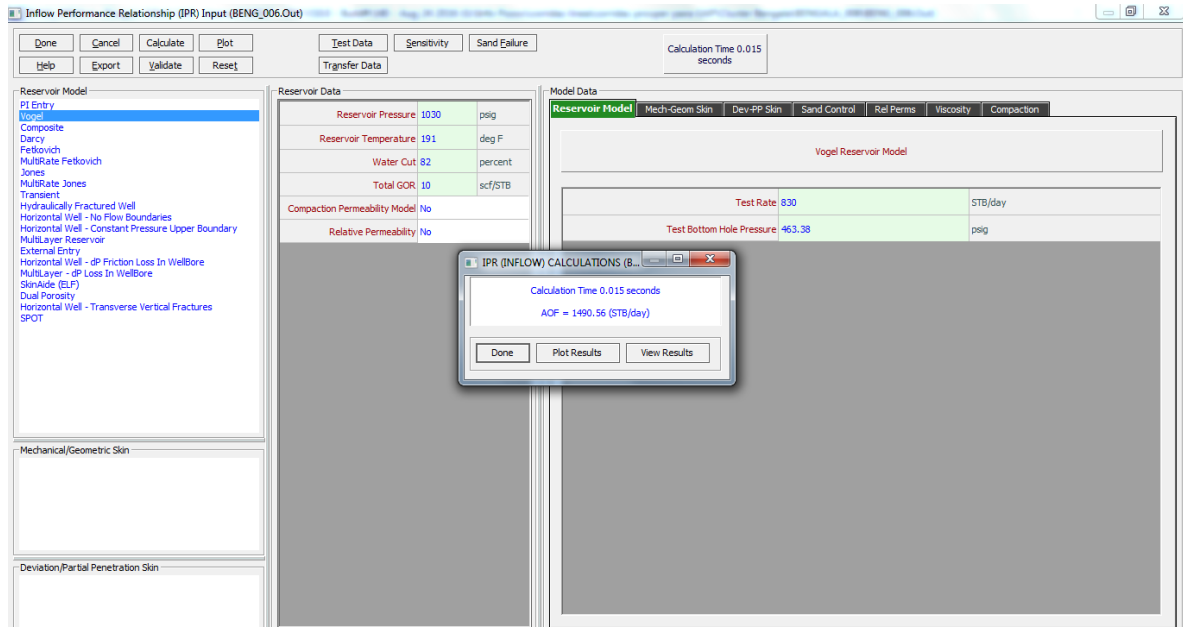 Inflow Performance Relationship (IPR) Input (BENG_006.Out)
Done Cancel Calculate Plot Test Data Sensitivity Sand Failure
Help Export Validate Reset Transfer Data
Calculation Time 0.015
seconds
Reservoir Model
PI Entry
Vogel
Composite
Darcy
Fetkovich
MultiRate Fetkovich
Jones
MultiRate Jones
Transient
Hydraulically Fractured Well
Horizontal Well - No Flow Boundaries
Horizontal Well - Constant Pressure Upper Boundary
MultiLayer Reservoir
External Entry
Horizontal Well - dP Friction Loss In WellBore
MultiLayer - dP Loss In WellBore
SkinAide (ELF)
Dual Porosity
Horizontal Well - Transverse Vertical Fractures
SPOT
Mechanical/Geometric Skin
Deviation/Partial Penetration Skin
Reservoir Data
Reservoir Pressure 1030 psig
Reservoir Temperature 191 deg F
Water Cut 82 percent
Total GOR 10 scf/STB
Compaction Permeability Model No
Relative Permeability No
Model Data
Reservoir Model Mech-Geom Skin Dev-PP Skin Sand Control Rel Perms Viscosity Compaction
Vogel Reservoir Model
Test Rate 830 STB/day
Test Bottom Hole Pressure 463.38 psig
IPR (INFLOW) CALCULATIONS (B...
Calculation Time 0.015 seconds
AOF = 1490.56 (STB/day)
Done Plot Results View Results